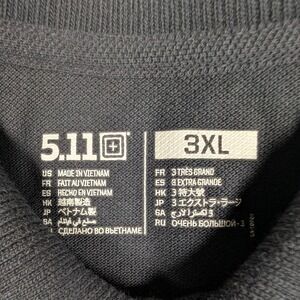 5.11
3XL
US MADE IN VIETNAM
FR FAIT AU VIETNAM
ES HECHO EN VIETNAM
HK 越南製造
JP ベトナム製
SA صنع في فيتنام
СДЕЛАНО ВО ВЬЕТНАМЕ
FR 3 TRÈS GRAND
ES 3 EXTRA GRANDE
HK 3 特大號
JP 3 エクストラ・ラージ
SA
RU ОЧЕНЬ БОЛЬШОЙ-3